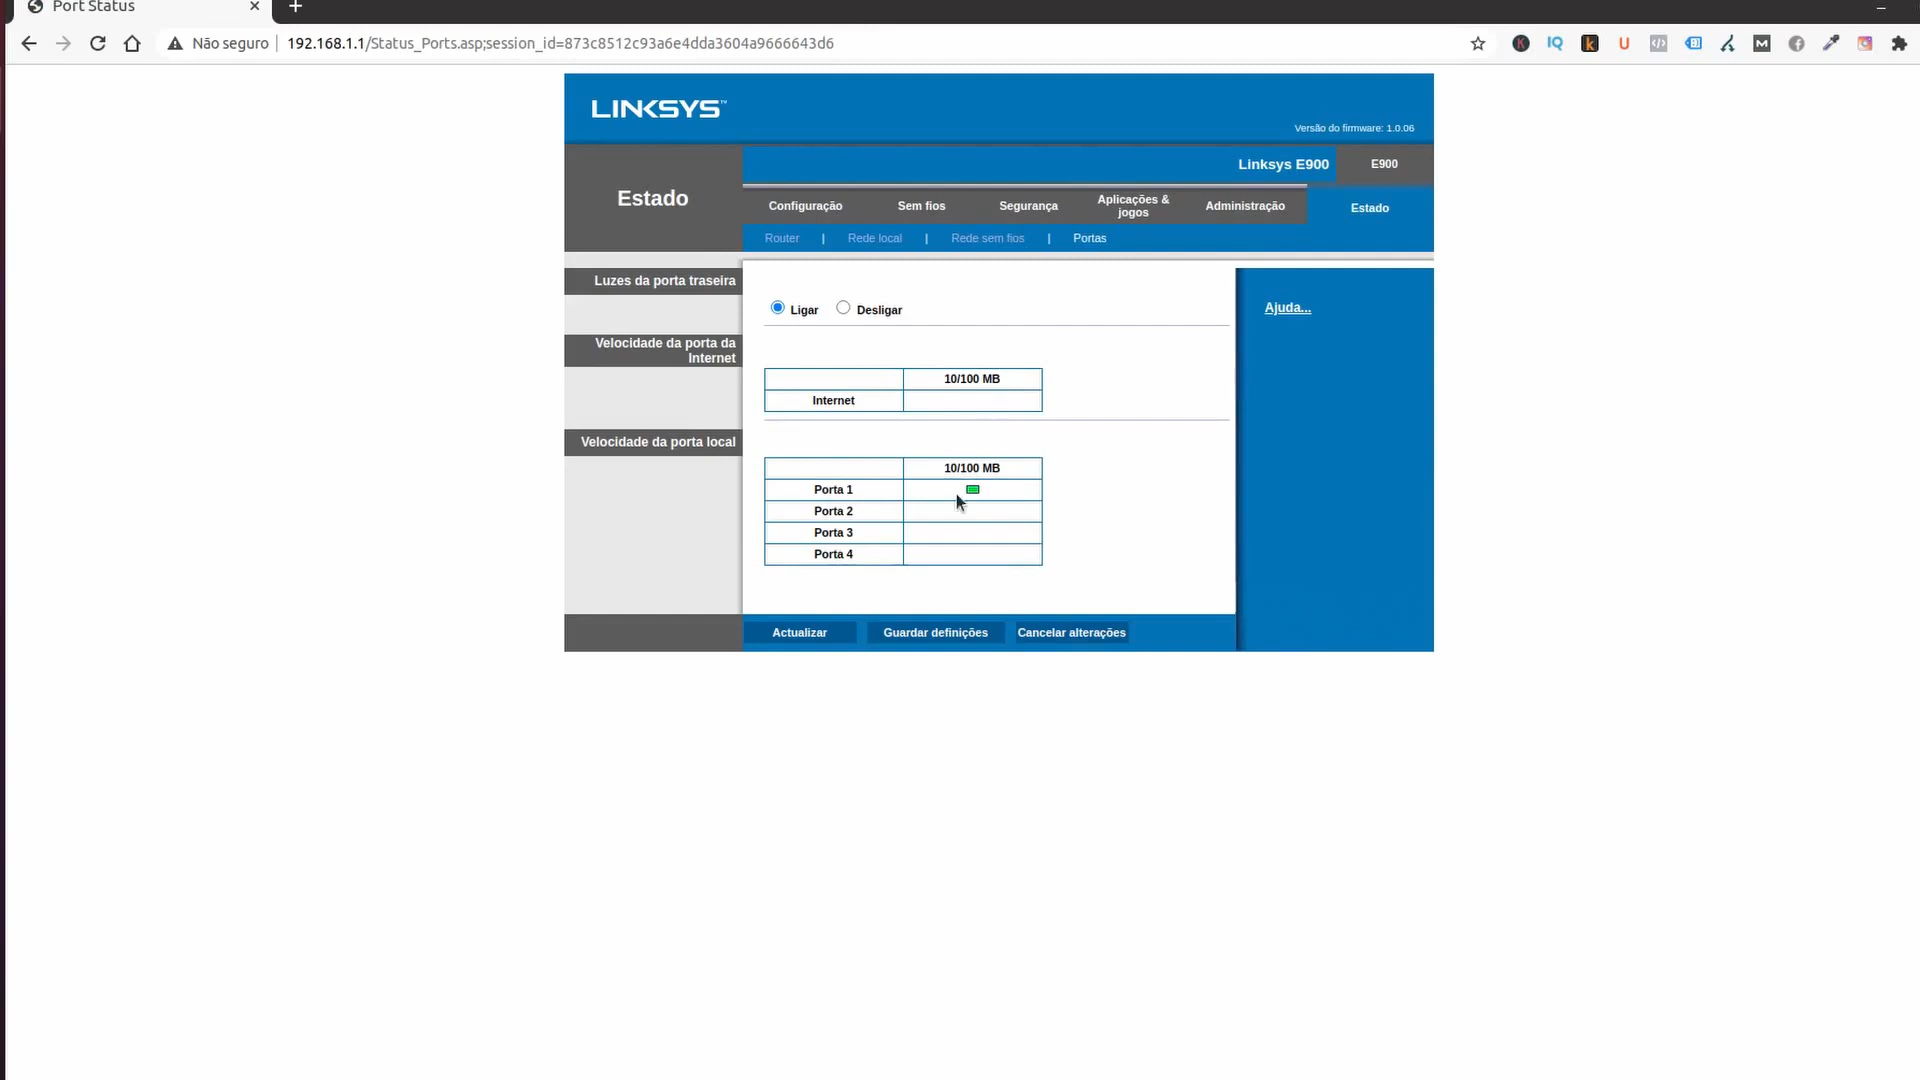 Port Status
Não seguro
192.168.1.1/Status_Ports.asp;session_id=873c8512c93a6e4dda3604a9666643d6
LINKSYS™
Versão do firmware: 1.0.06
Linksys E900
E900
Estado
Configuração
Sem fios
Segurança
Aplicações &
jogos
Administração
Estado
Router | Rede local | Rede sem fios | Portas
Luzes da porta traseira
Ligar
Desligar
Ajuda...
Velocidade da porta da
Internet
10/100 MB
Internet
Velocidade da porta local
10/100 MB
Porta 1
Porta 2
Porta 3
Porta 4
Actualizar
Guardar definições
Cancelar alterações